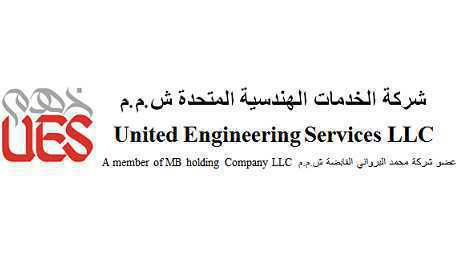 خدمة
UES
شركة الخدمات الهندسية المتحدة ش.م.م
United Engineering Services LLC
A member of MB holding Company LLC عضو شركة محمد البرواني القابضة ش.م.م